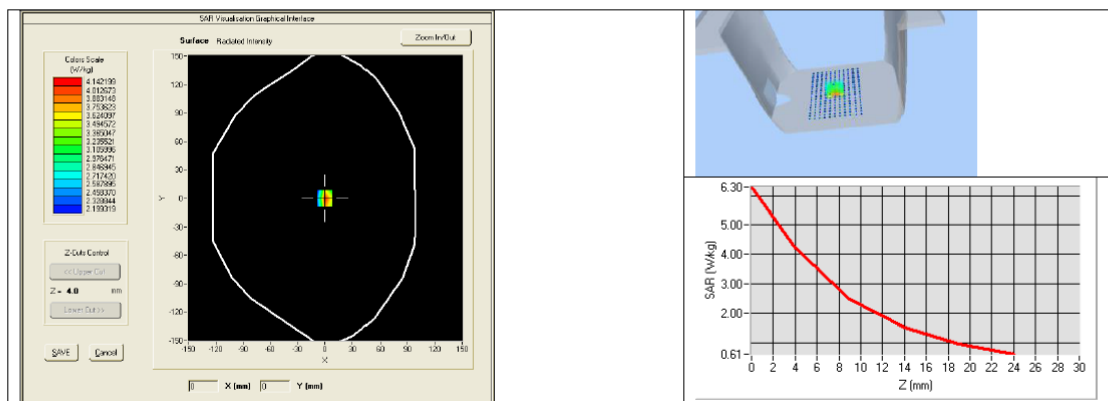 SAR Visualisation Graphical Interface
Surface Radiated Intensity
Zoom In/Out
Colors Scale
(W/kg)
4.142199
4.012673
3.883148
3.753623
3.624097
3.494572
3.365047
3.235521
3.105996
2.976471
2.846945
2.717420
2.587895
2.458370
2.328844
2.199319
Z-Cuts Control
<< Upper Cut
Z = 4.0 mm
Lower Cut >>
SAVE Cancel
150
120
90
60
30
0
-30
-60
-90
-120
-150
Y
-150 -120 -90 -60 -30 0 30 60 90 120 150
X
0 X (mm) 0 Y (mm)
6.30
5.00
4.00
3.00
2.00
0.61
SAR (W/kg)
0 2 4 6 8 10 12 14 16 18 20 22 24 26 28 30
Z (mm)